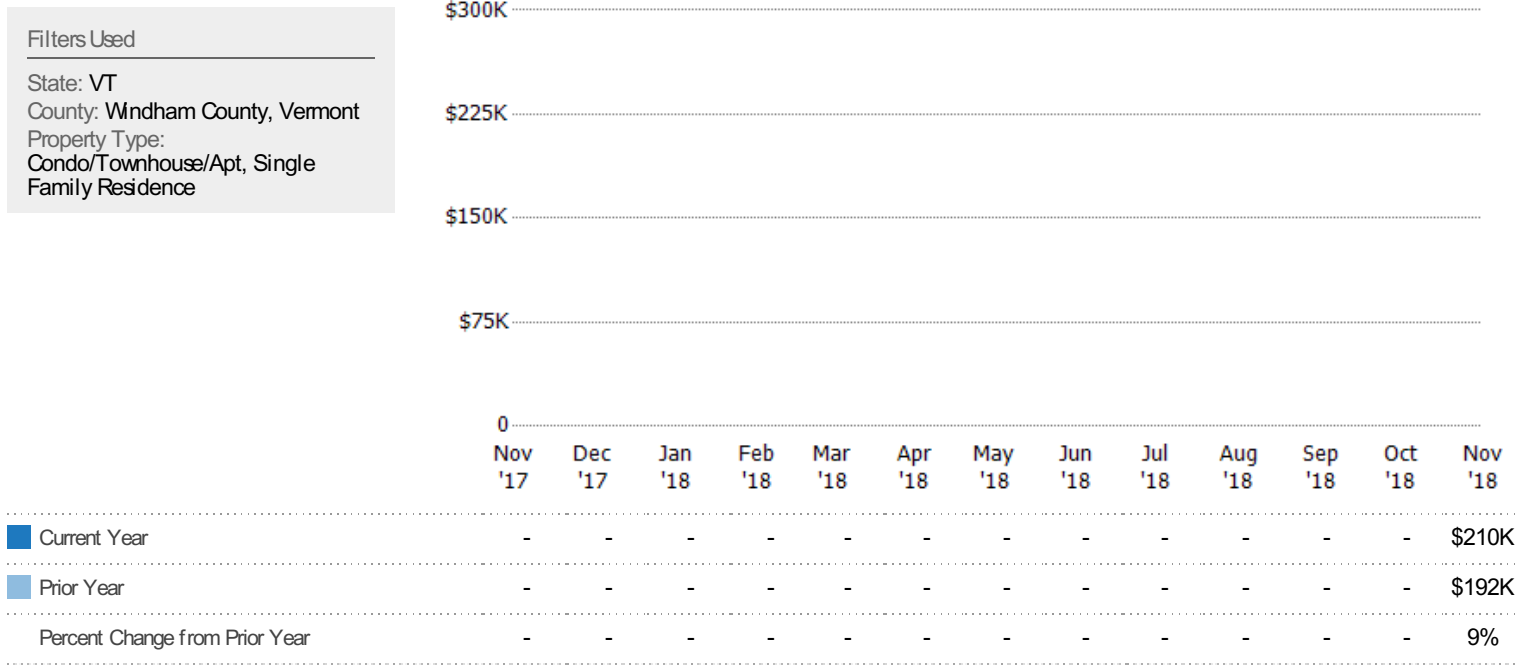 Filters Used
State: VT
County: Windham County, Vermont
Property Type:
Condo/Townhouse/Apt, Single
Family Residence
$300K
$225K
$150K
$75K
0
Nov Dec Jan Feb Mar Apr May Jun Jul Aug Sep Oct Nov
'17 '17 '18 '18 '18 '18 '18 '18 '18 '18 '18 '18 '18
Current Year - - - - - - - - - - - - $210K
Prior Year - - - - - - - - - - - - $192K
Percent Change from Prior Year - - - - - - - - - - - - 9%